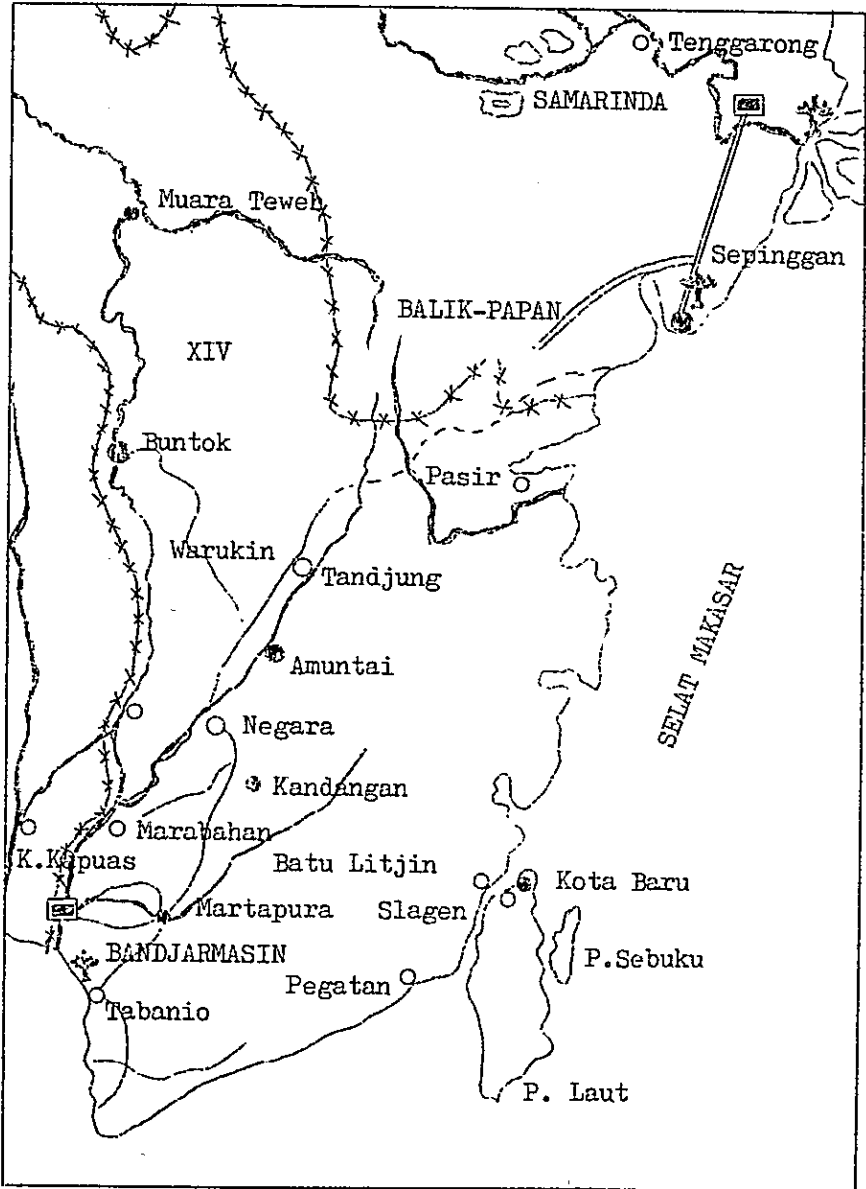 Tenggarong
SAMARINDA
Muara Teweh
Sepinggan
BALIK-PAPAN
XIV
Buntok
Pasir
Warukin
Tandjung
SELAT MAKASAR
Amuntai
Negara
Kandangan
Marabahan
K.Kapuas
Batu Litjin
Kota Baru
Martapura
Slagen
BANDJARMASIN
P.Sebuku
Pegatan
Tabanio
P. Laut